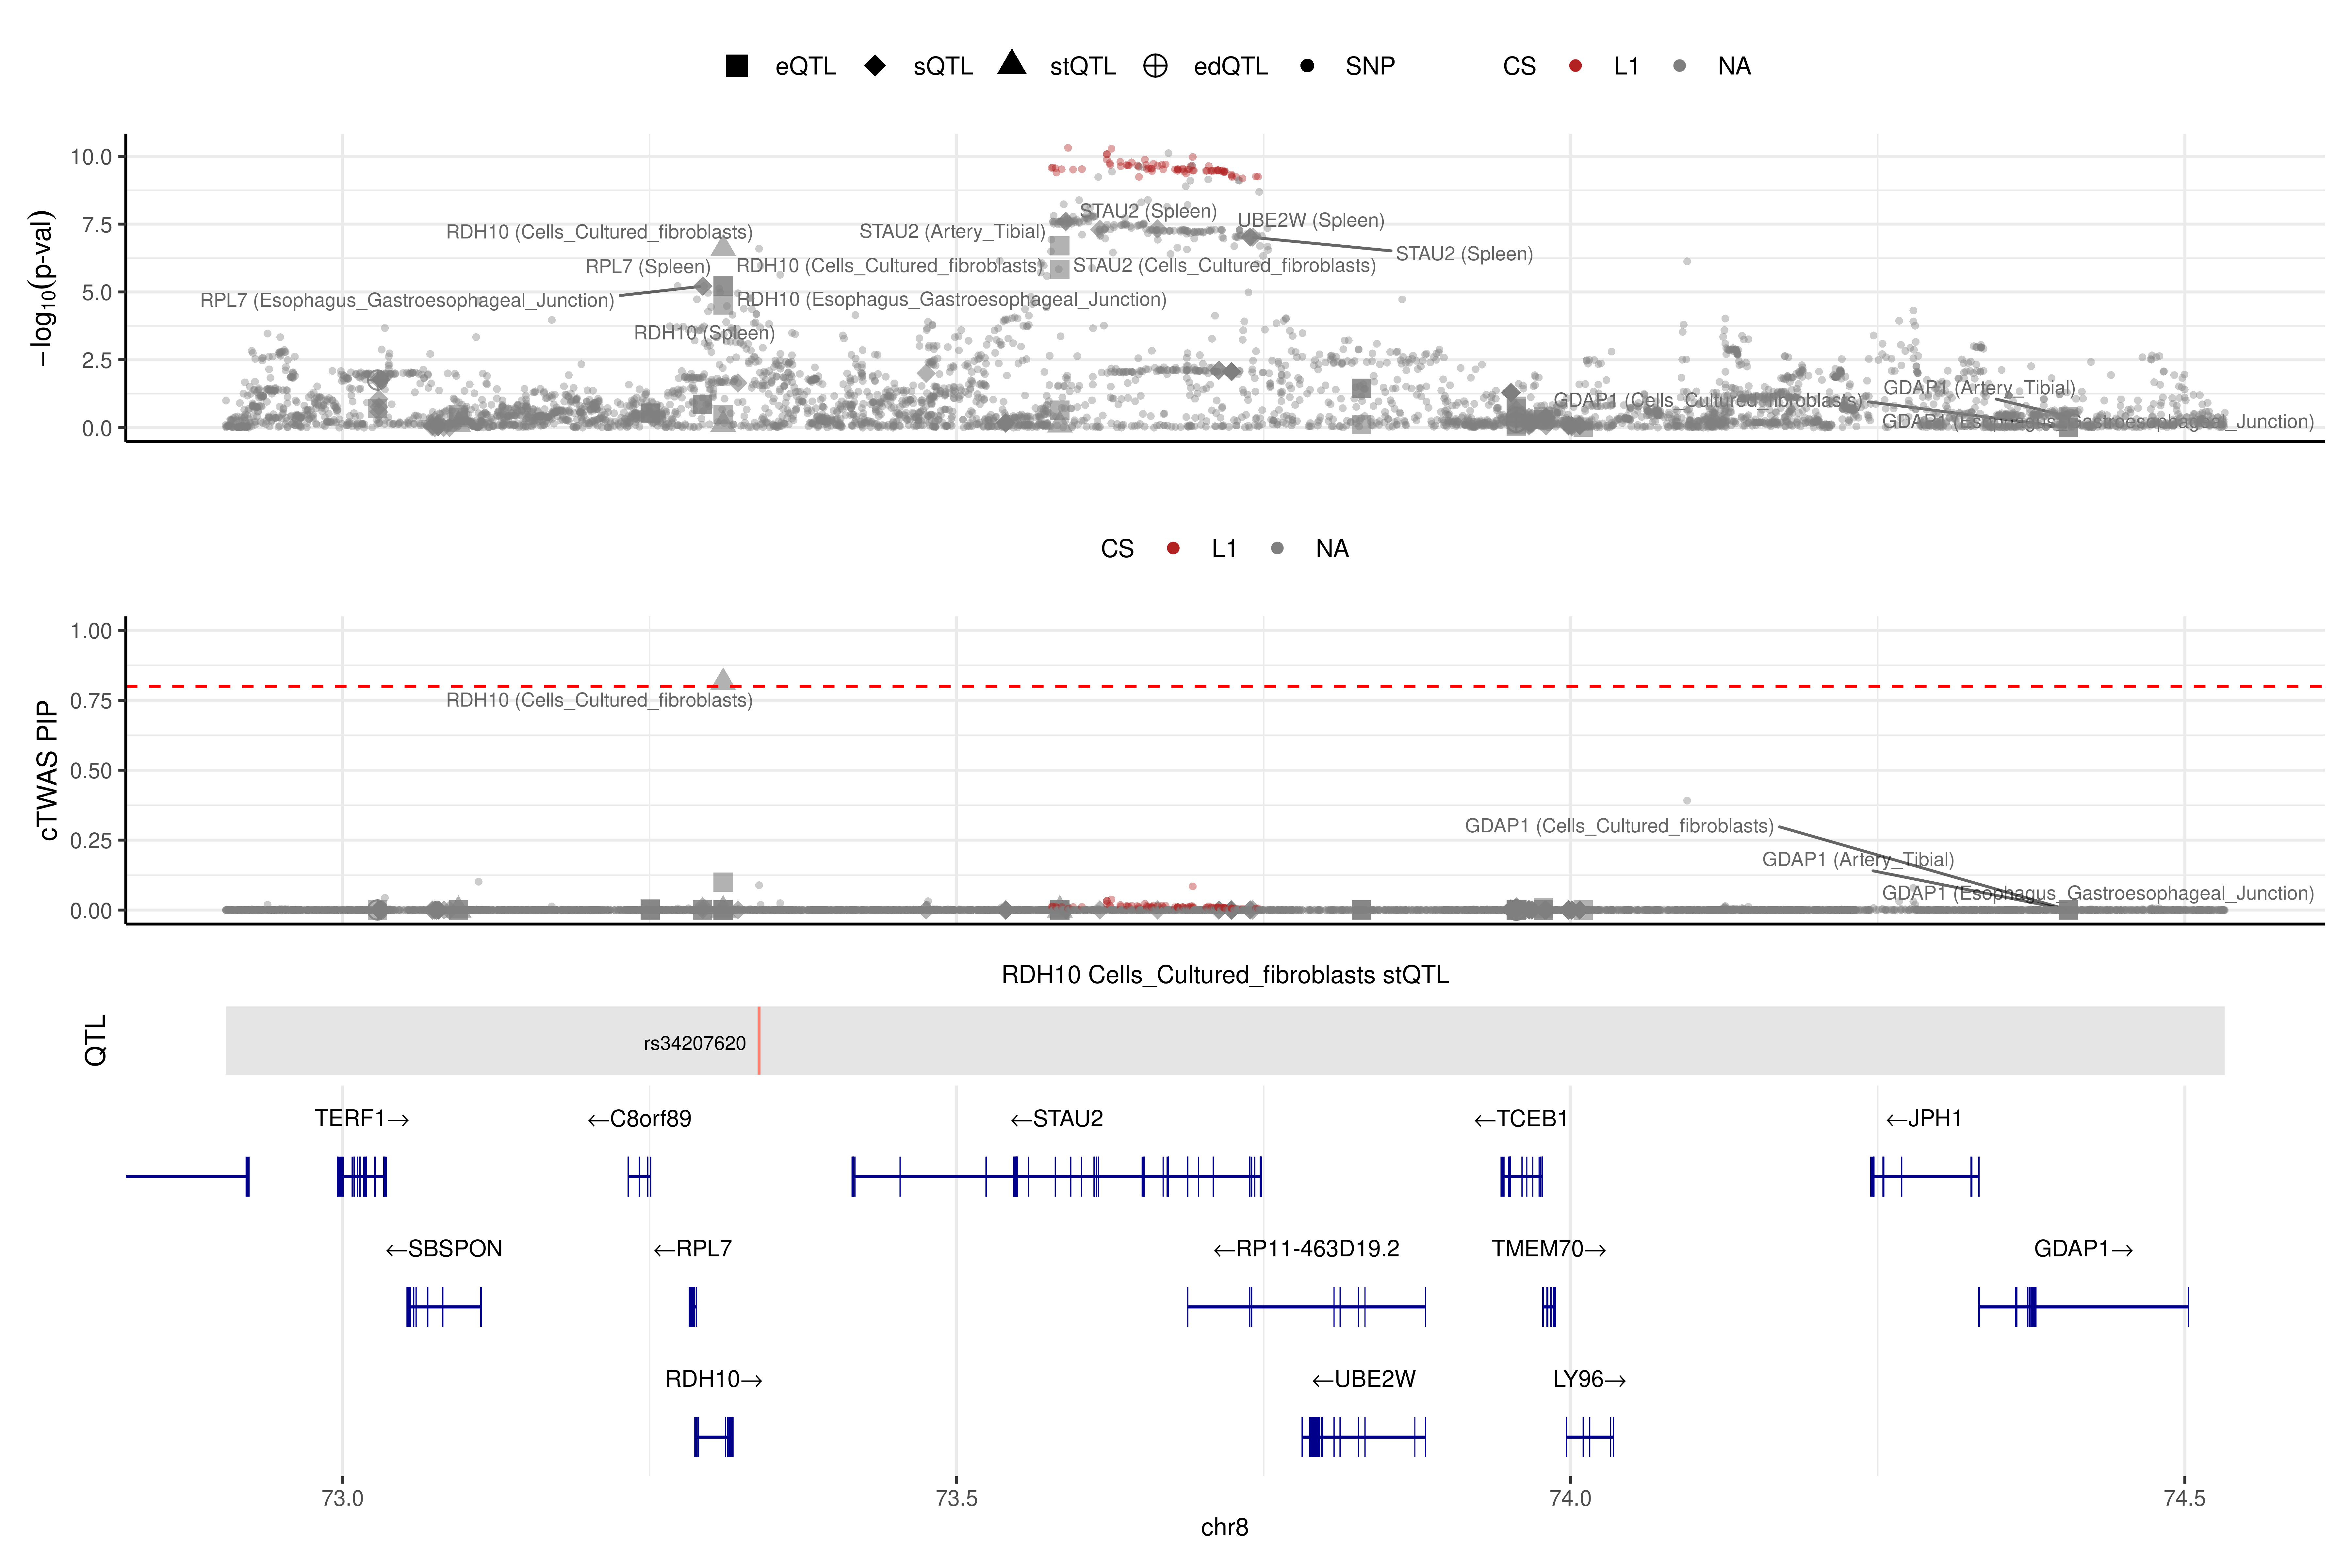 eQTL sQTL stQTL edQTL SNP CS L1 NA
−log10(p-val)
10.0
7.5
5.0
2.5
0.0
STAU2 (Spleen)
UBE2W (Spleen)
RDH10 (Cells_Cultured_fibroblasts)
STAU2 (Artery_Tibial)
STAU2 (Spleen)
RPL7 (Spleen)
RDH10 (Cells_Cultured_fibroblasts)
STAU2 (Cells_Cultured_fibroblasts)
RPL7 (Esophagus_Gastroesophageal_Junction)
RDH10 (Esophagus_Gastroesophageal_Junction)
RDH10 (Spleen)
GDAP1 (Artery_Tibial)
GDAP1 (Cells_Cultured_fibroblasts)
GDAP1 (Esophagus_Gastroesophageal_Junction)
CS L1 NA
cTWAS PIP
1.00
0.75
0.50
0.25
0.00
RDH10 (Cells_Cultured_fibroblasts)
GDAP1 (Cells_Cultured_fibroblasts)
GDAP1 (Artery_Tibial)
GDAP1 (Esophagus_Gastroesophageal_Junction)
RDH10 Cells_Cultured_fibroblasts stQTL
QTL
rs34207620
TERF1→ ←C8orf89 ←STAU2 ←TCEB1 ←JPH1
←SBSPON ←RPL7 ←RP11-463D19.2 TMEM70→ GDAP1→
RDH10→ ←UBE2W LY96→
73.0 73.5 74.0 74.5
chr8